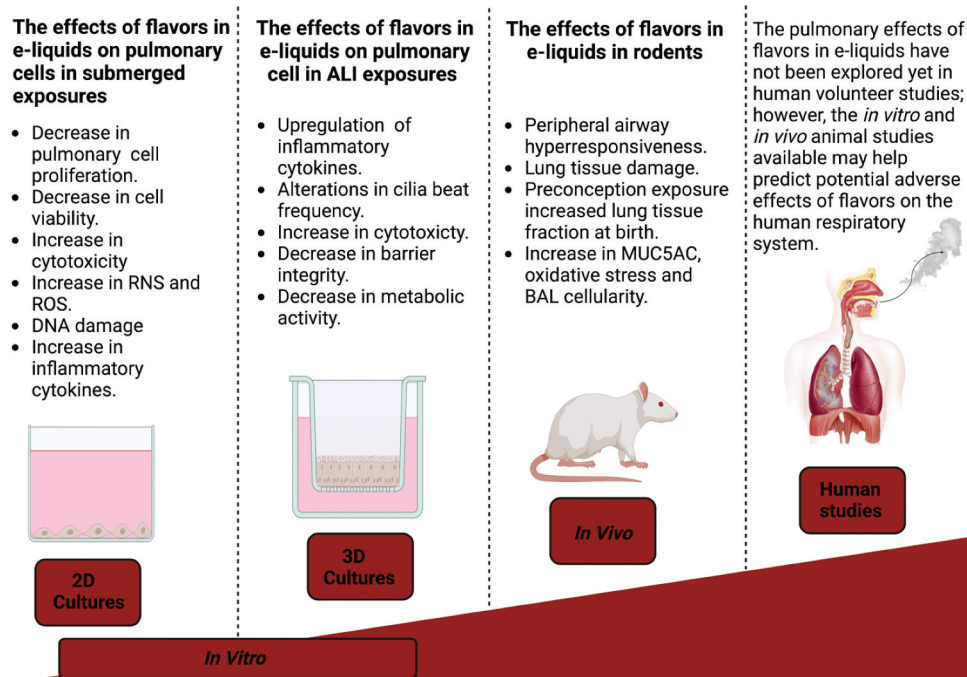 The effects of flavors in
e-liquids on pulmonary
cells in submerged
exposures
• Decrease in
pulmonary cell
proliferation.
• Decrease in cell
viability.
• Increase in
cytotoxicity
• Increase in RNS and
ROS.
• DNA damage
• Increase in
inflammatory
cytokines.
2D
Cultures
The effects of flavors in
e-liquids on pulmonary
cell in ALI exposures
• Upregulation of
inflammatory
cytokines.
• Alterations in cilia beat
frequency.
• Increase in cytotoxicty.
• Decrease in barrier
integrity.
• Decrease in metabolic
activity.
3D
Cultures
In Vitro
The effects of flavors in
e-liquids in rodents
• Peripheral airway
hyperresponsiveness.
• Lung tissue damage.
• Preconception exposure
increased lung tissue
fraction at birth.
• Increase in MUC5AC,
oxidative stress and
BAL cellularity.
In Vivo
The pulmonary effects of
flavors in e-liquids have
not been explored yet in
human volunteer studies;
however, the in vitro and
in vivo animal studies
available may help
predict potential adverse
effects of flavors on the
human respiratory
system.
Human
studies